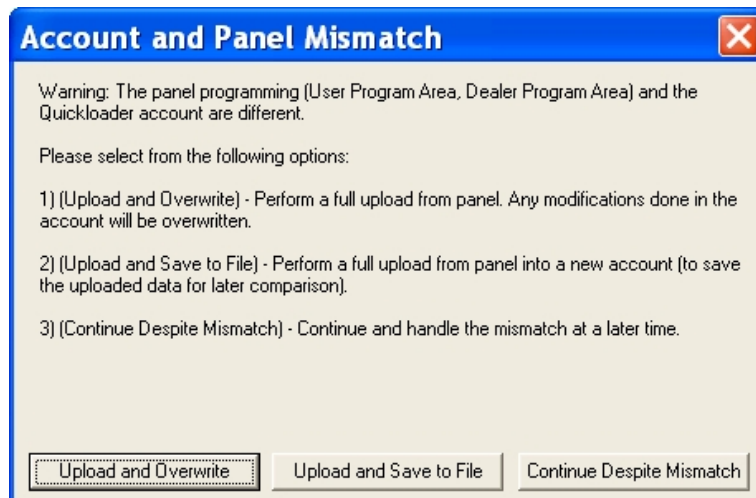 Account and Panel Mismatch
Warning: The panel programming (User Program Area, Dealer Program Area) and the
Quickloader account are different.
Please select from the following options:
1) (Upload and Overwrite) - Perform a full upload from panel. Any modifications done in the
account will be overwritten.
2) (Upload and Save to File) - Perform a full upload from panel into a new account (to save
the uploaded data for later comparison).
3) (Continue Despite Mismatch) - Continue and handle the mismatch at a later time.
Upload and Overwrite Upload and Save to File Continue Despite Mismatch